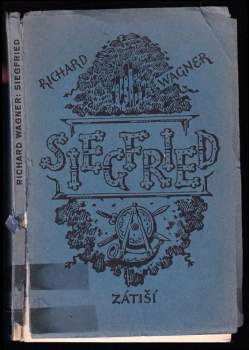 RICHARD WAGNER: SIEGFRIED
RICHARD WAGNER
SIEGFRIED
ZÁTIŠÍ